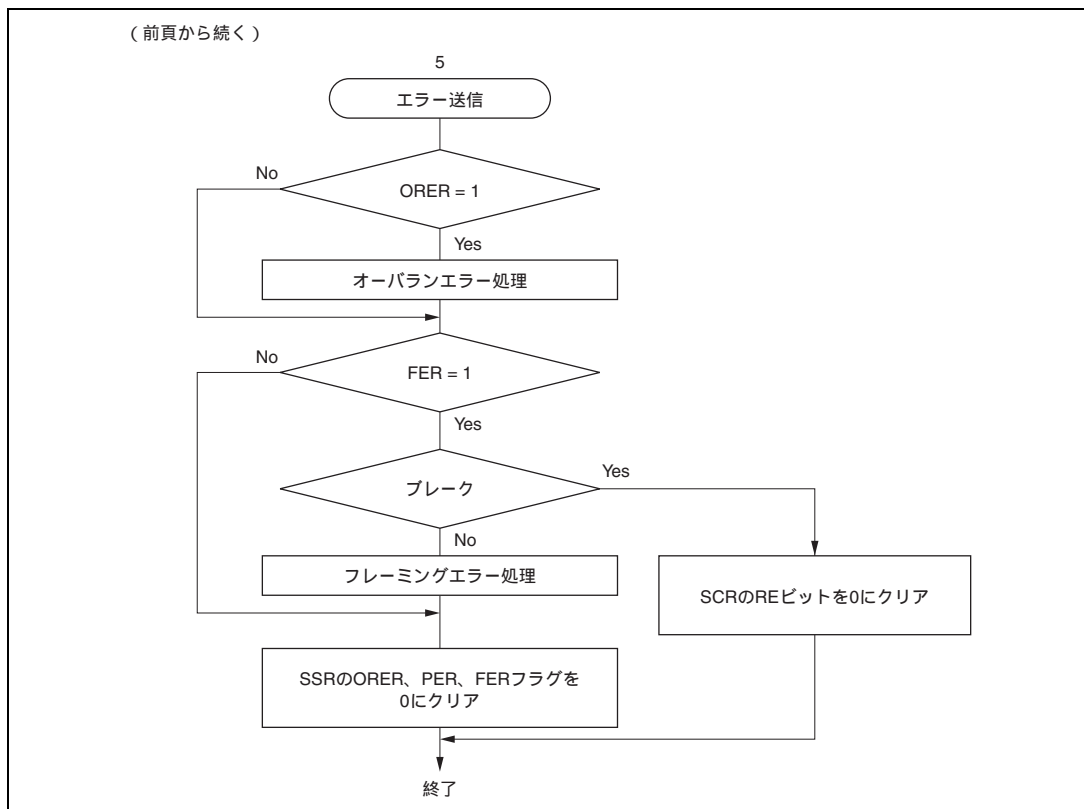 （前頁から続く）
5
エラー送信
No
ORER = 1
Yes
オーバランエラー処理
No
FER = 1
Yes
ブレーク
Yes
No
フレーミングエラー処理
SCRのREビットを0にクリア
SSRのORER、PER、FERフラグを
0にクリア
終了